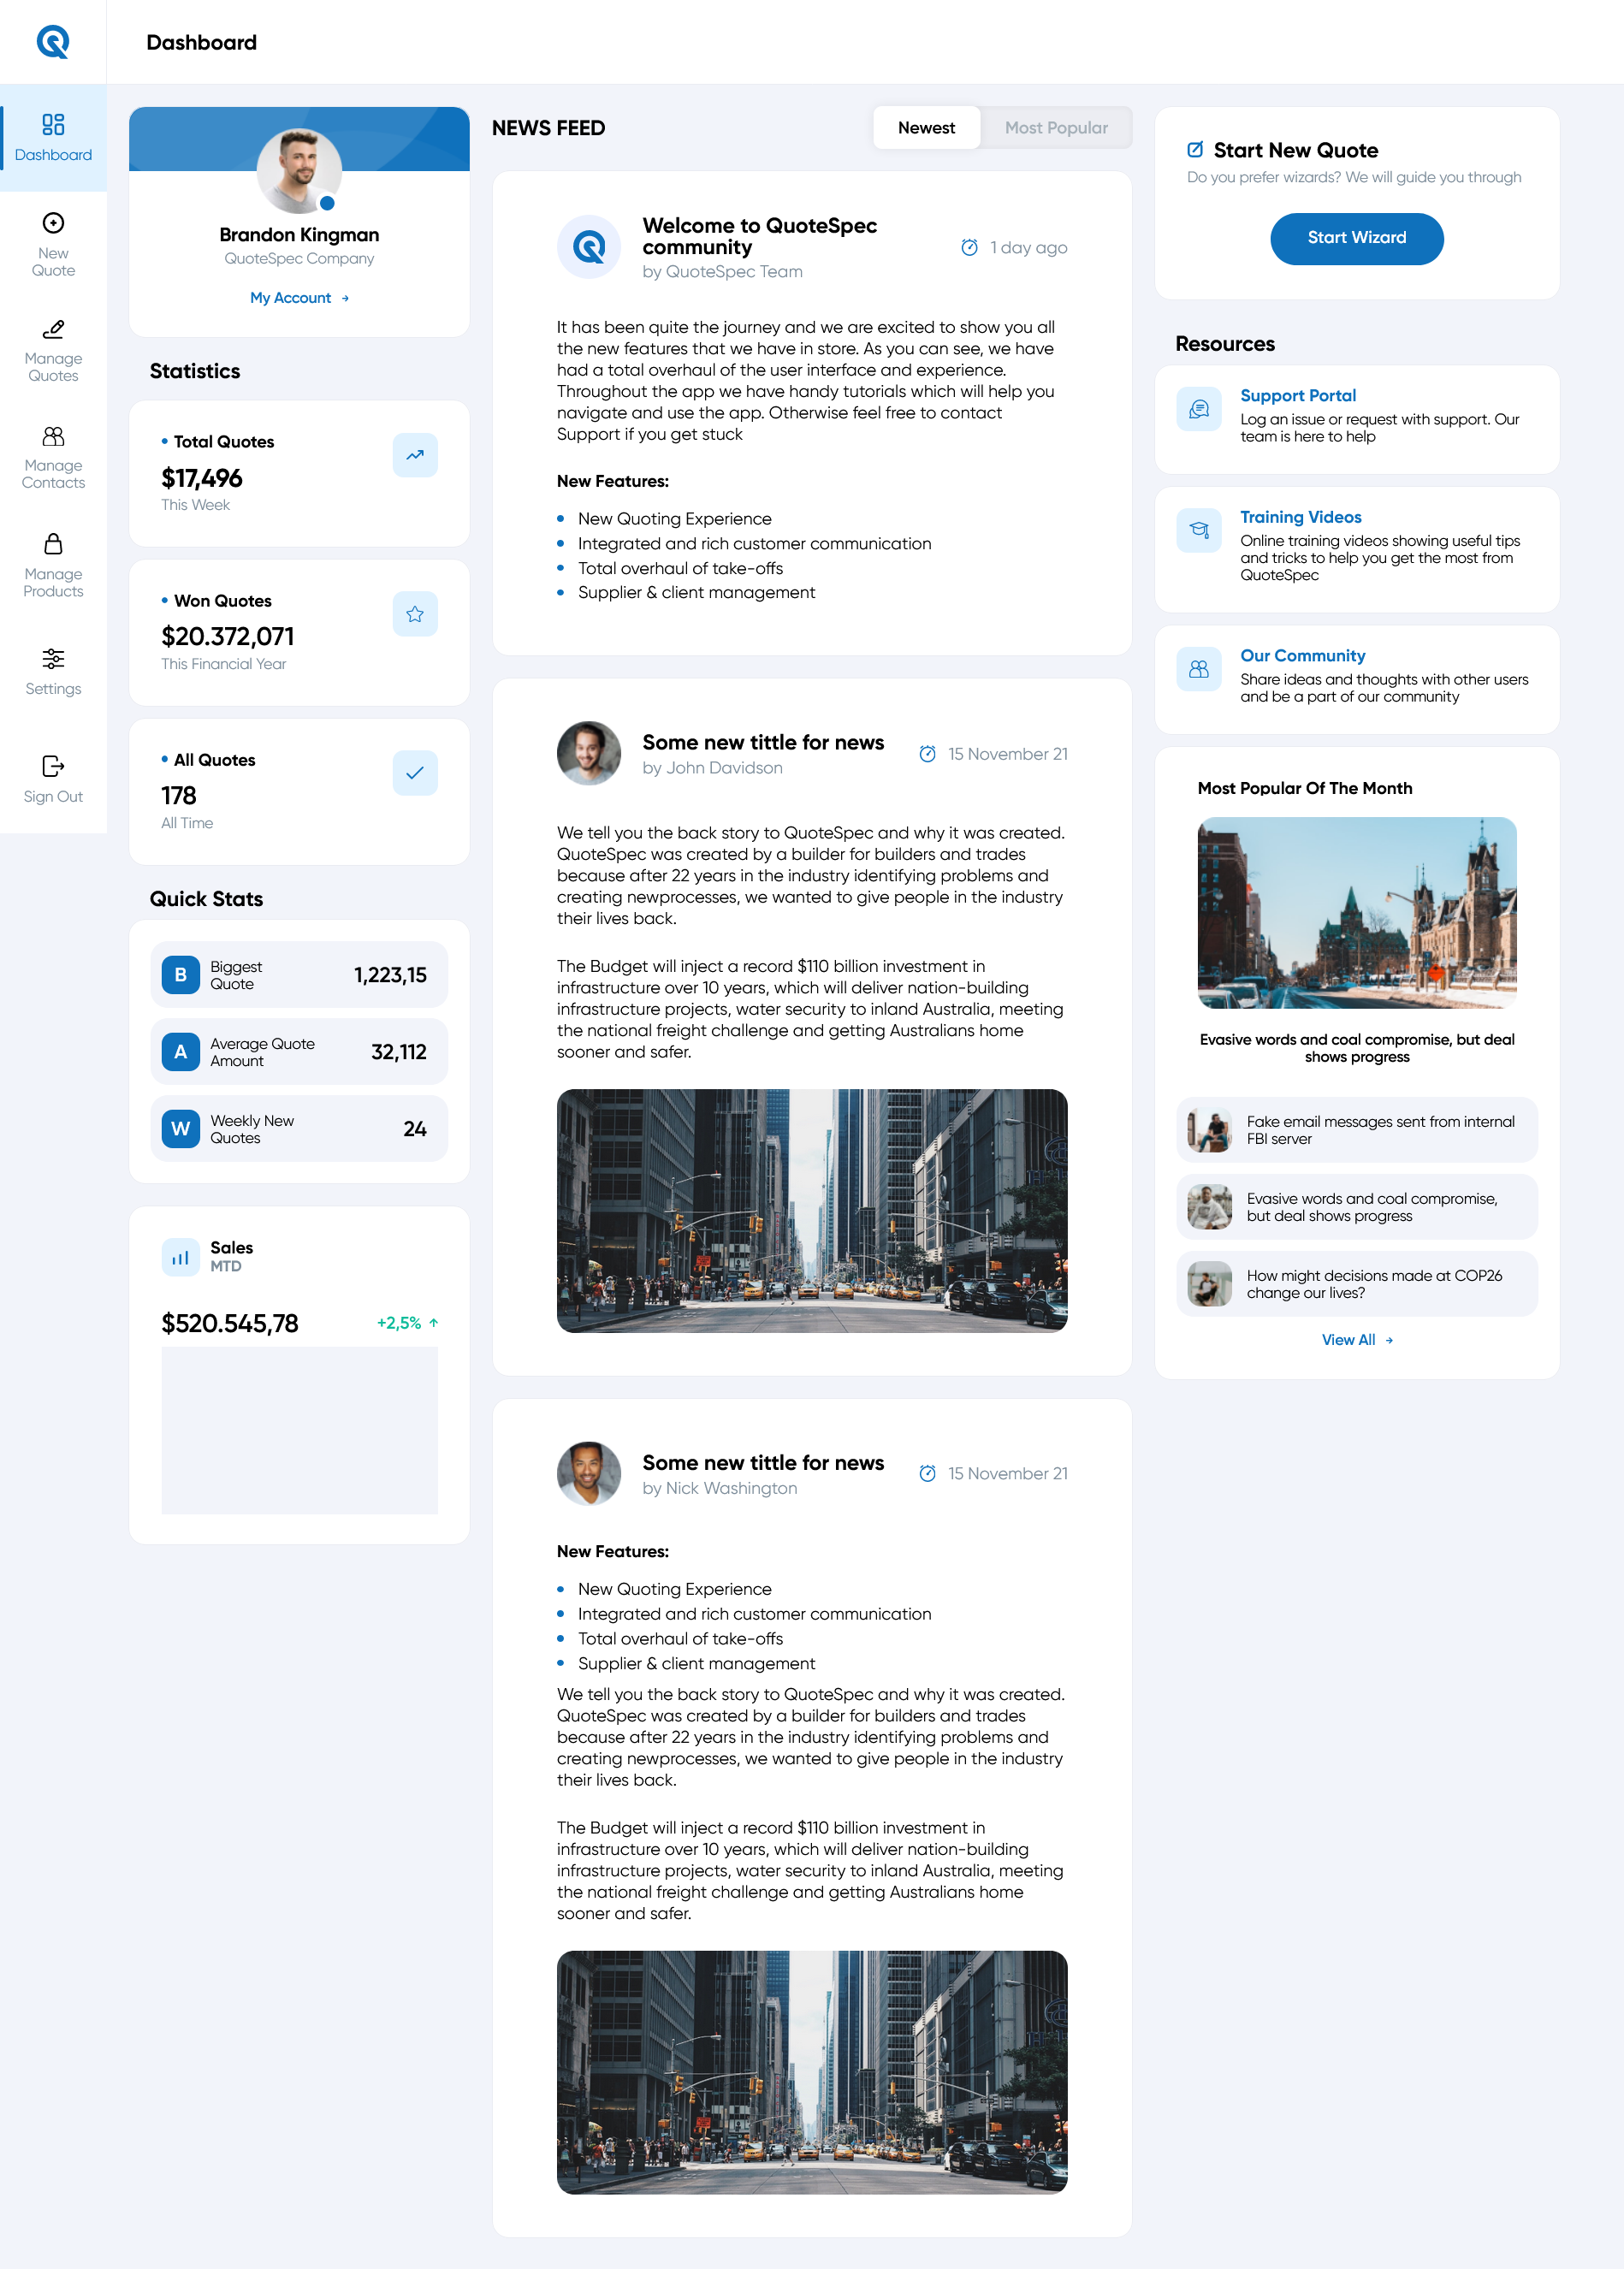 Dashboard
Dashboard
New
Quote
Manage
Quotes
Manage
Contacts
Manage
Products
Settings
Sign Out
Brandon Kingman
QuoteSpec Company
My Account
Statistics
Total Quotes
$17,496
This Week
Won Quotes
$20.372,071
This Financial Year
All Quotes
178
All Time
Quick Stats
B
Biggest
Quote
1,223,15
A
Average Quote
Amount
32,112
W
Weekly New
Quotes
24
Sales
MTD
$520.545,78
+2,5%
NEWS FEED
Newest
Most Popular
Welcome to QuoteSpec
community
by QuoteSpec Team
1 day ago
It has been quite the journey and we are excited to show you all
the new features that we have in store. As you can see, we have
had a total overhaul of the user interface and experience.
Throughout the app we have handy tutorials which will help you
navigate and use the app. Otherwise feel free to contact
Support if you get stuck
New Features:
New Quoting Experience
Integrated and rich customer communication
Total overhaul of take-offs
Supplier & client management
Some new tittle for news
by John Davidson
15 November 21
We tell you the back story to QuoteSpec and why it was created.
QuoteSpec was created by a builder for builders and trades
because after 22 years in the industry identifying problems and
creating newprocesses, we wanted to give people in the industry
their lives back.
The Budget will inject a record $110 billion investment in
infrastructure over 10 years, which will deliver nation-building
infrastructure projects, water security to inland Australia, meeting
the national freight challenge and getting Australians home
sooner and safer.
Some new tittle for news
by Nick Washington
15 November 21
New Features:
New Quoting Experience
Integrated and rich customer communication
Total overhaul of take-offs
Supplier & client management
We tell you the back story to QuoteSpec and why it was created.
QuoteSpec was created by a builder for builders and trades
because after 22 years in the industry identifying problems and
creating newprocesses, we wanted to give people in the industry
their lives back.
The Budget will inject a record $110 billion investment in
infrastructure over 10 years, which will deliver nation-building
infrastructure projects, water security to inland Australia, meeting
the national freight challenge and getting Australians home
sooner and safer.
Start New Quote
Do you prefer wizards? We will guide you through
Start Wizard
Resources
Support Portal
Log an issue or request with support. Our
team is here to help
Training Videos
Online training videos showing useful tips
and tricks to help you get the most from
QuoteSpec
Our Community
Share ideas and thoughts with other users
and be a part of our community
Most Popular Of The Month
Evasive words and coal compromise, but deal
shows progress
Fake email messages sent from internal
FBI server
Evasive words and coal compromise,
but deal shows progress
How might decisions made at COP26
change our lives?
View All